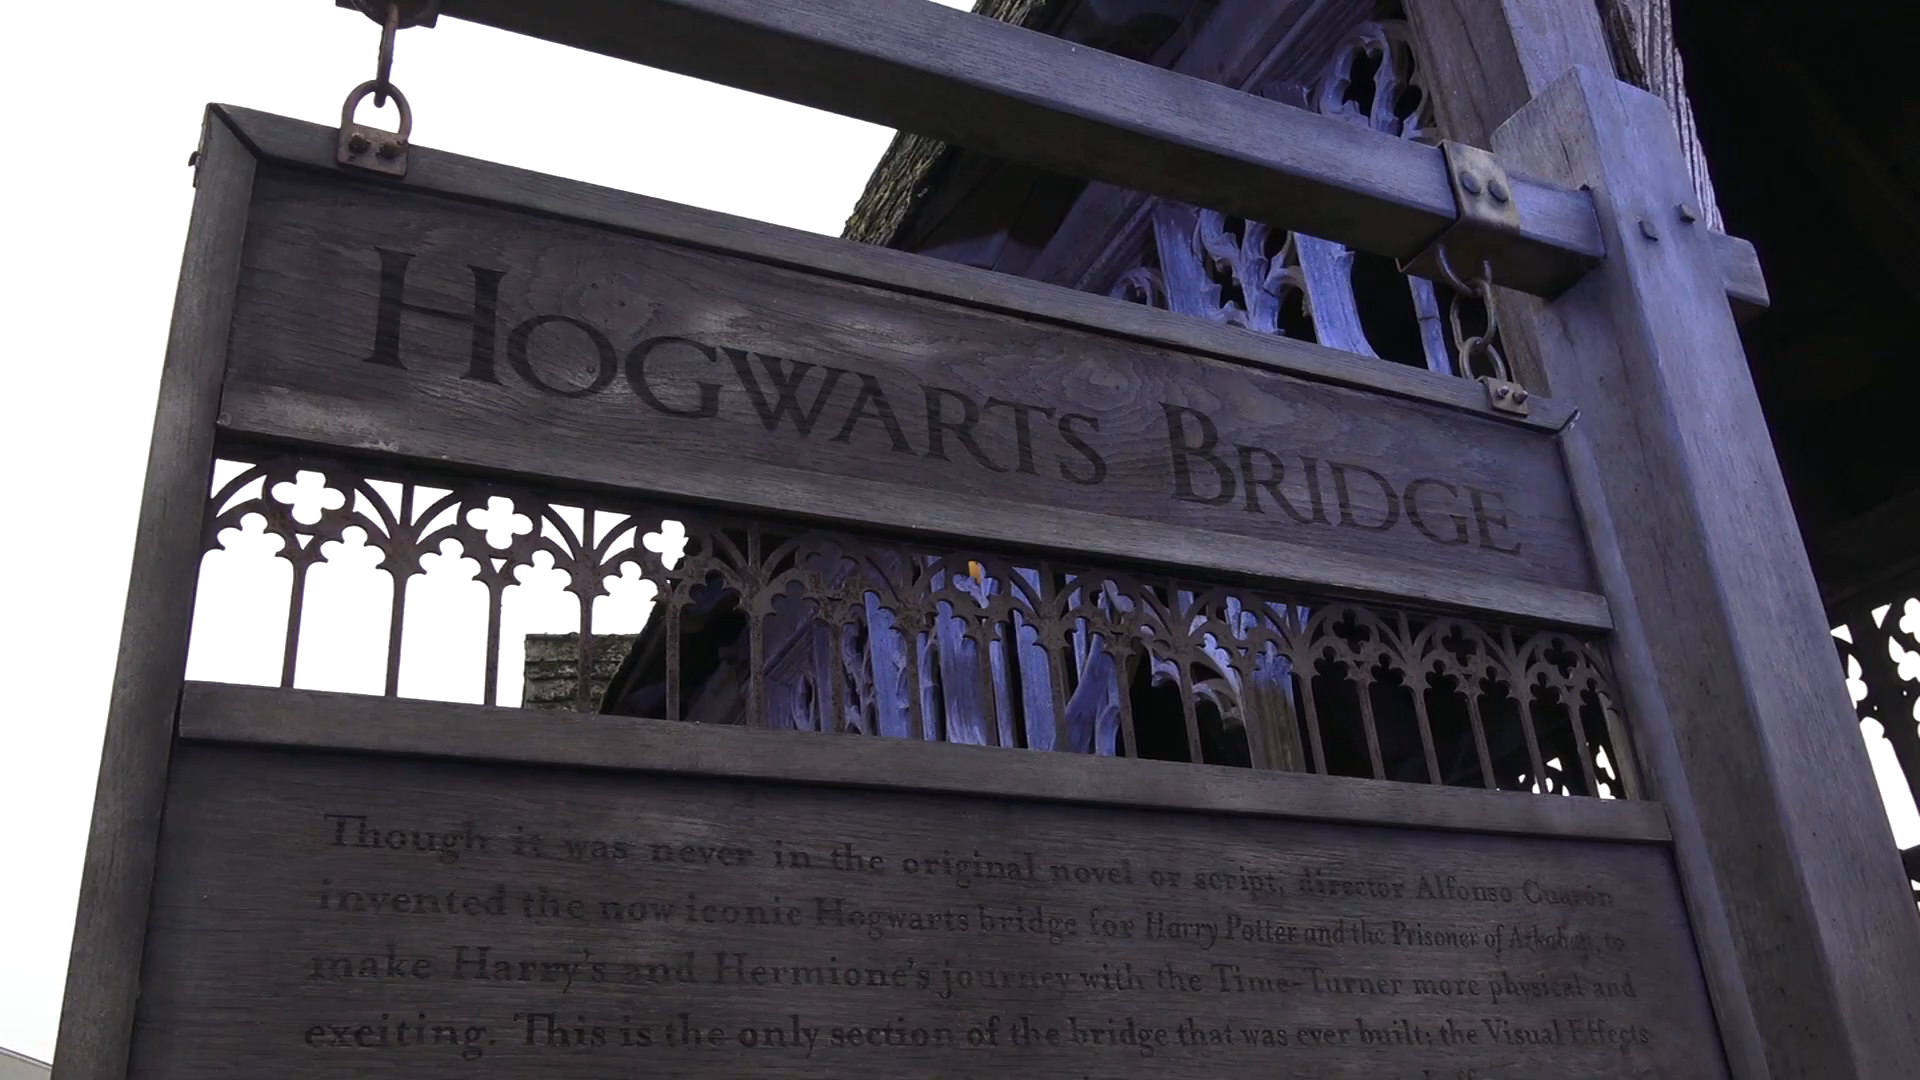 HOGWARTS BRIDGE
Though it was never in the original novel or script, director Alfonso Cuarón
invented the now iconic Hogwarts bridge for Harry Potter and the Prisoner of Azkaban, to
make Harry's and Hermione's journey with the Time-Turner more physical and
exciting. This is the only section of the bridge that was ever built; the Visual Effects